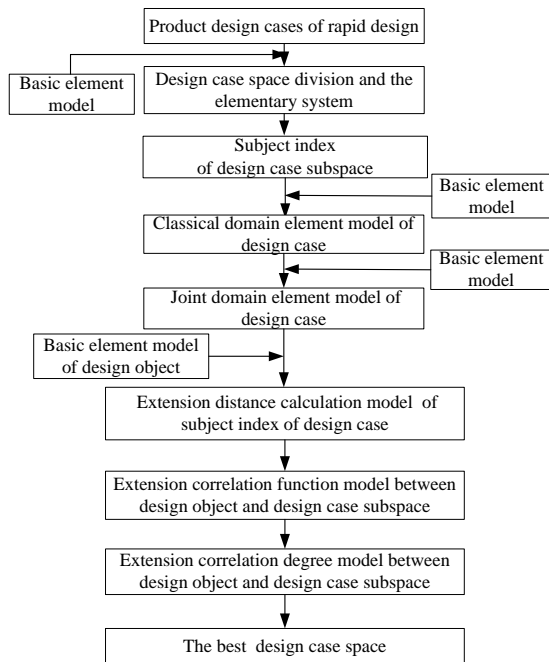 Product design cases of rapid design
Basic element
model
Design case space division and the
elementary system
Subject index
of design case subspace
Basic element
model
Classical domain element model of
design case
Basic element
model
Joint domain element model of
design case
Basic element model
of design object
Extension distance calculation model of
subject index of design case
Extension correlation function model between
design object and design case subspace
Extension correlation degree model between
design object and design case subspace
The best design case space